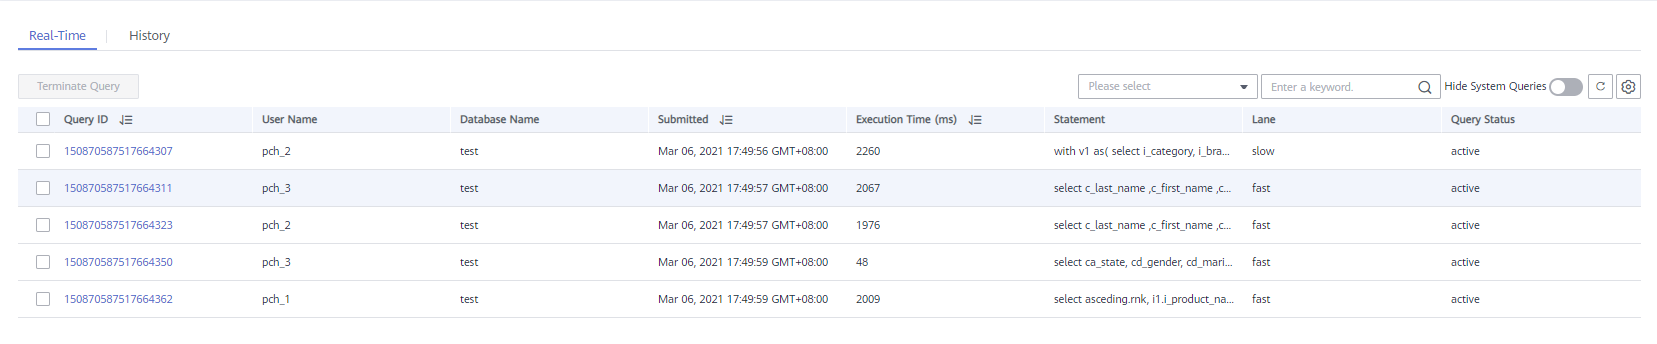 Real-Time | History
Terminate Query Please select Enter a keyword. Hide System Queries
Query ID User Name Database Name Submitted Execution Time (ms) Statement Lane Query Status
150870587517664307 pch_2 test Mar 06, 2021 17:49:56 GMT+08:00 2260 with v1 as( select i_category, i_bra... slow active
150870587517664311 pch_3 test Mar 06, 2021 17:49:57 GMT+08:00 2067 select c_last_name ,c_first_name ,c... fast active
150870587517664323 pch_2 test Mar 06, 2021 17:49:57 GMT+08:00 1976 select c_last_name ,c_first_name ,c... fast active
150870587517664350 pch_3 test Mar 06, 2021 17:49:59 GMT+08:00 48 select ca_state, cd_gender, cd_mari... fast active
150870587517664362 pch_1 test Mar 06, 2021 17:49:59 GMT+08:00 2009 select asceding.rnk, i1.i_product_na... fast active